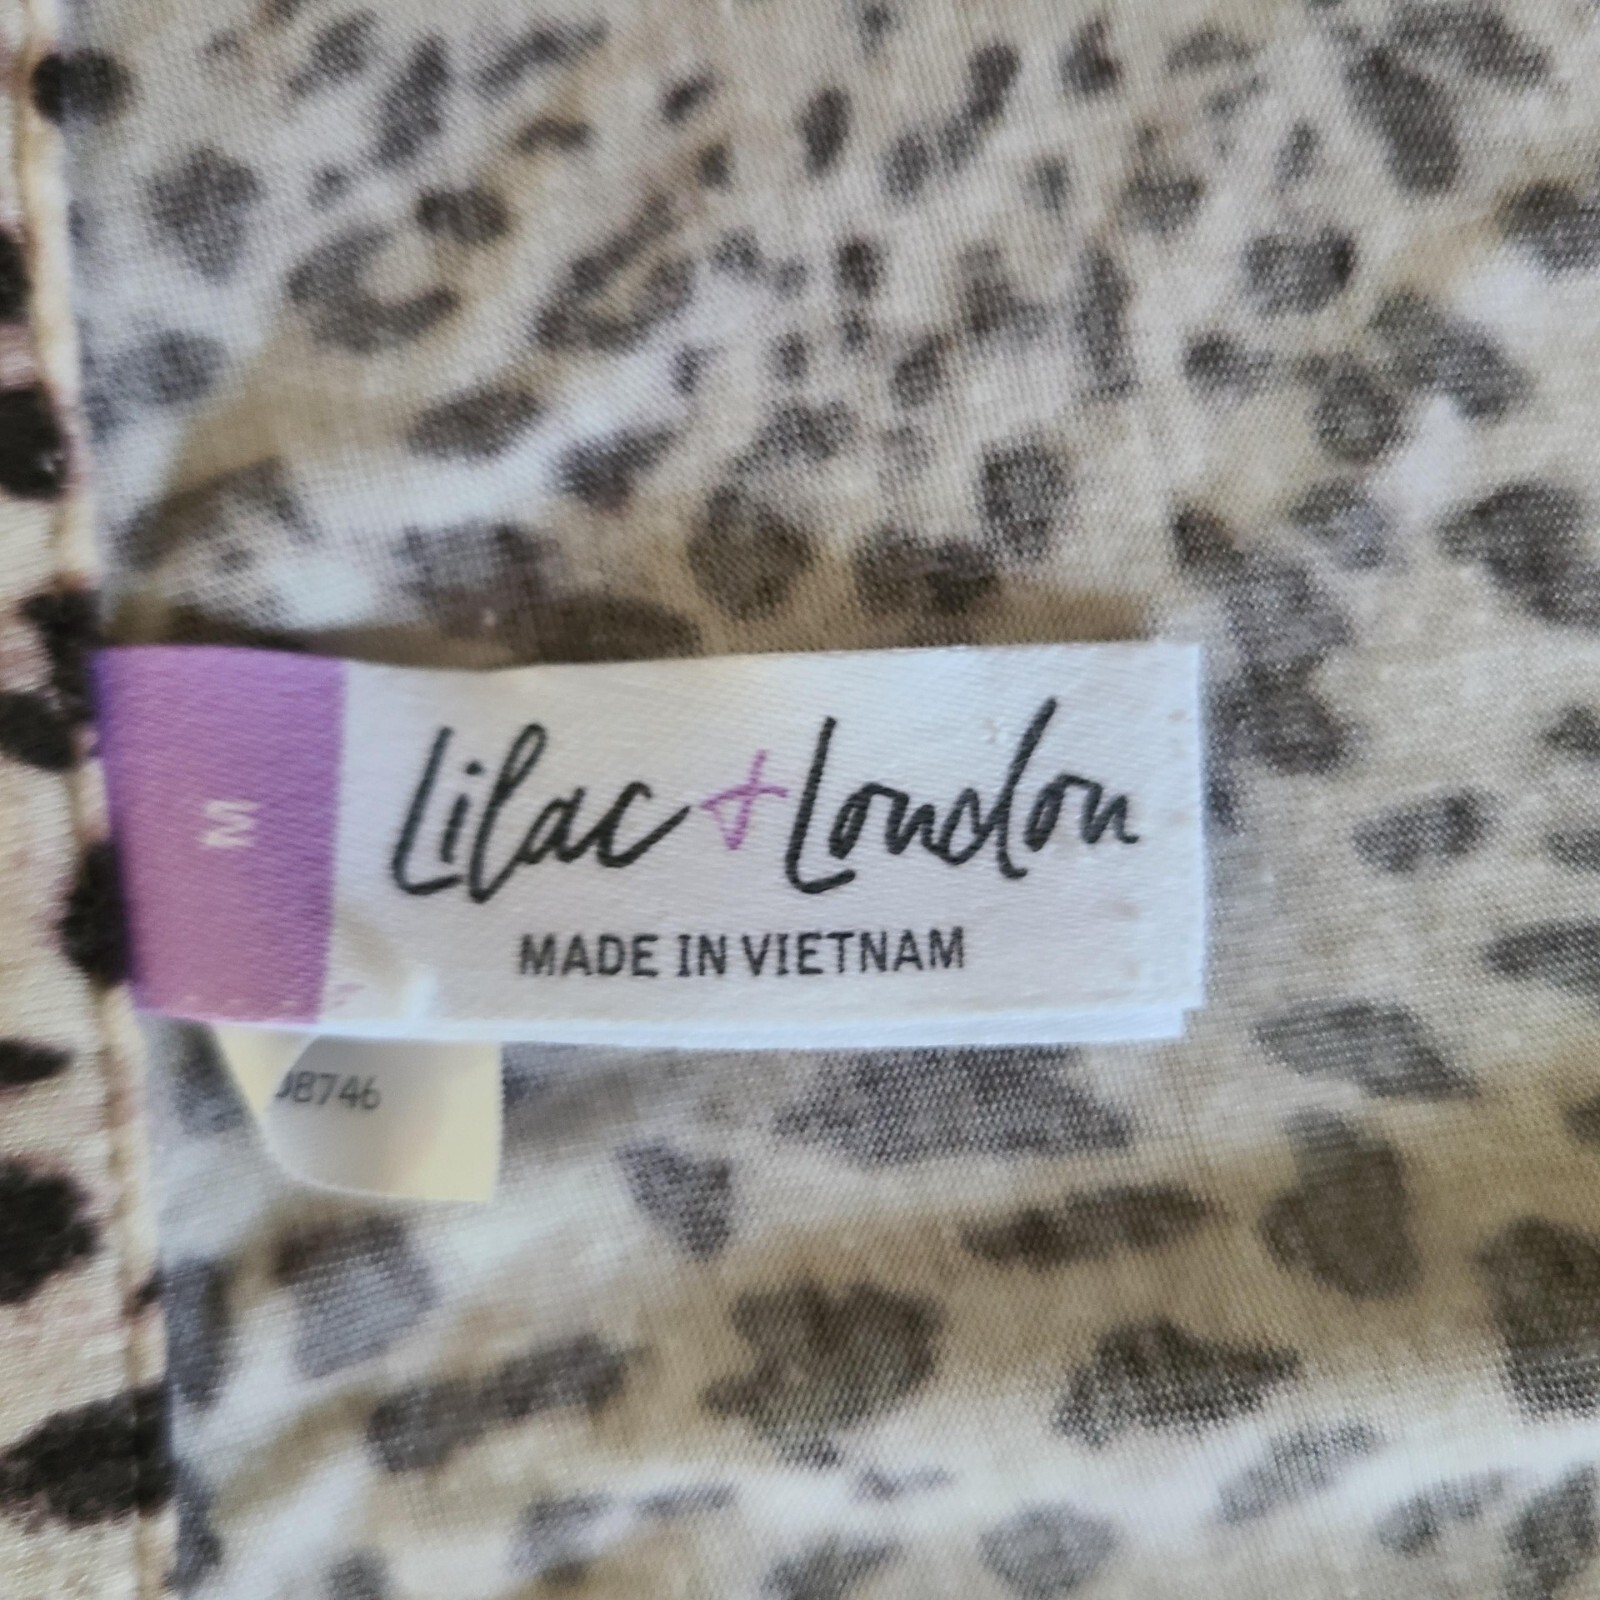 M
Lilac + London
MADE IN VIETNAM
08746